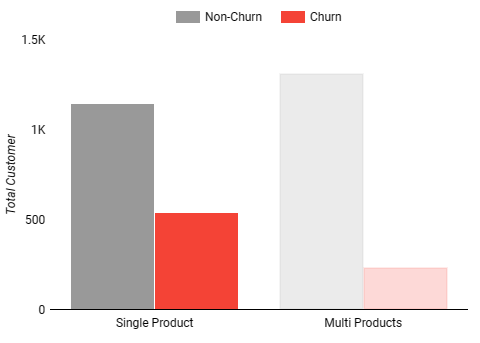 Non-Churn Churn
1.5K
1K
500
0
Total Customer
Single Product Multi Products